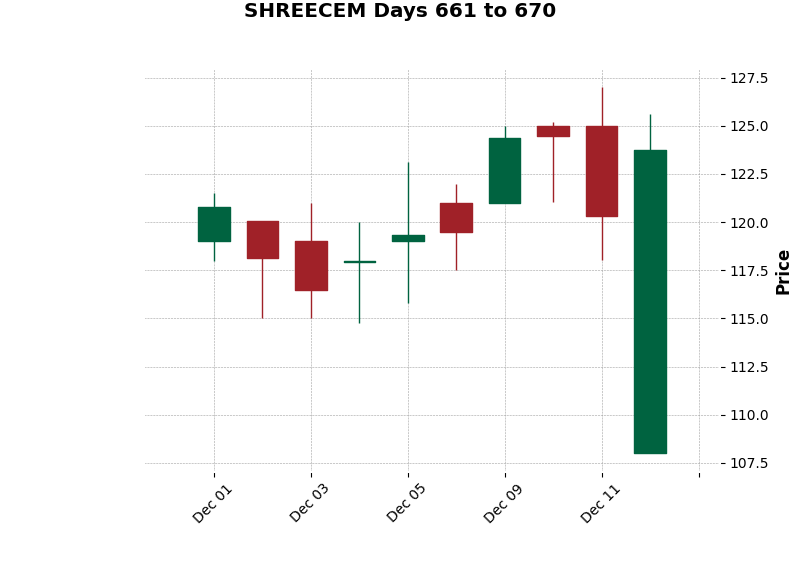 SHREECEM Days 661 to 670
127.5
125.0
122.5
120.0
117.5
115.0
112.5
110.0
107.5
Price
Dec 01
Dec 03
Dec 05
Dec 09
Dec 11